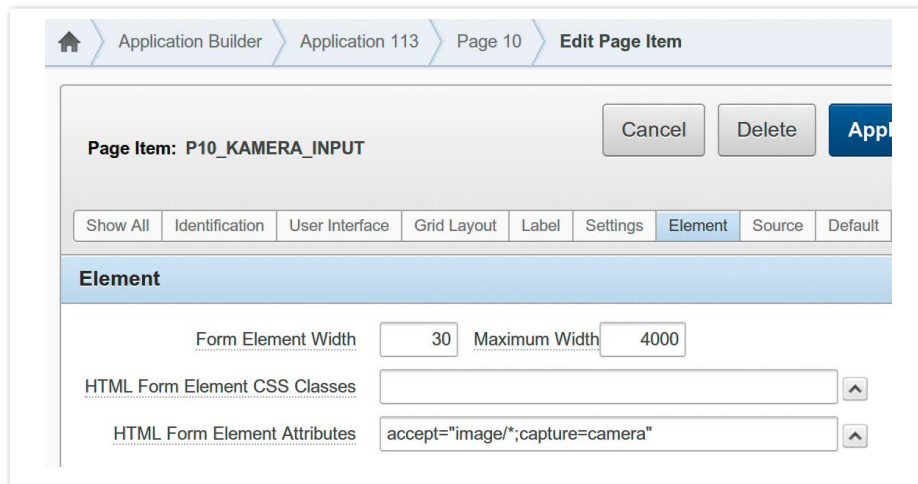 Application Builder Application 113 Page 10 Edit Page Item
Page Item: P10_KAMERA_INPUT
Cancel Delete Appl
Show All Identification User Interface Grid Layout Label Settings Element Source Default
Element
Form Element Width 30 Maximum Width 4000
HTML Form Element CSS Classes
HTML Form Element Attributes accept="image/*;capture=camera"